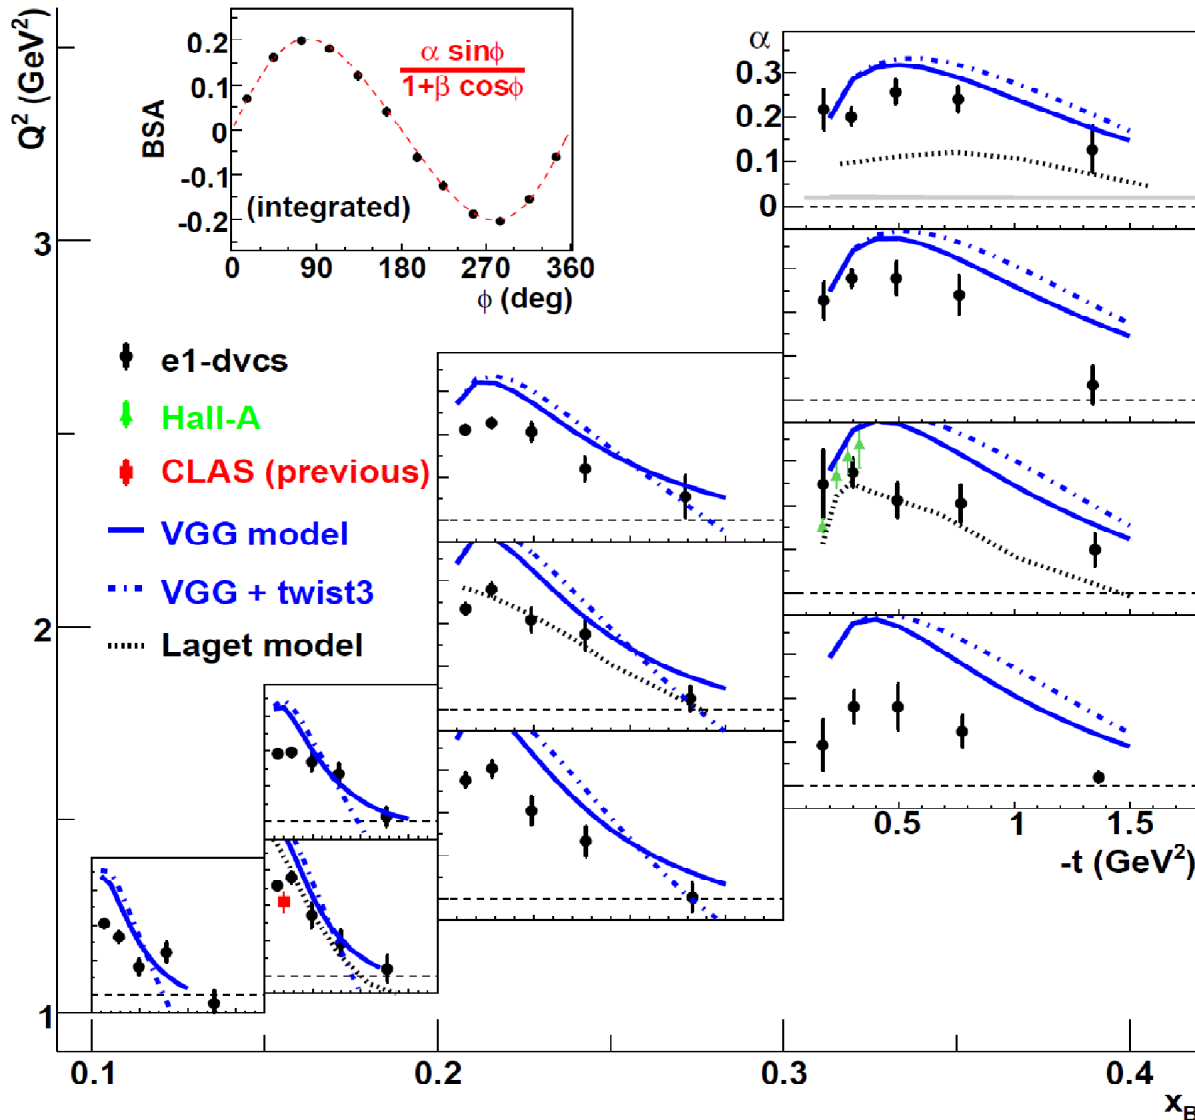 Q² (GeV²)
3
2
1
0.1
0.2
0.3
0.4
x_B
BSA
0.2
0.1
0
-0.1
-0.2
α sinφ
1+β cosφ
(integrated)
0
90
180
270
360
φ (deg)
e1-dvcs
Hall-A
CLAS (previous)
VGG model
VGG + twist3
Laget model
α
0.3
0.2
0.1
0
0.5
1
1.5
-t (GeV²)